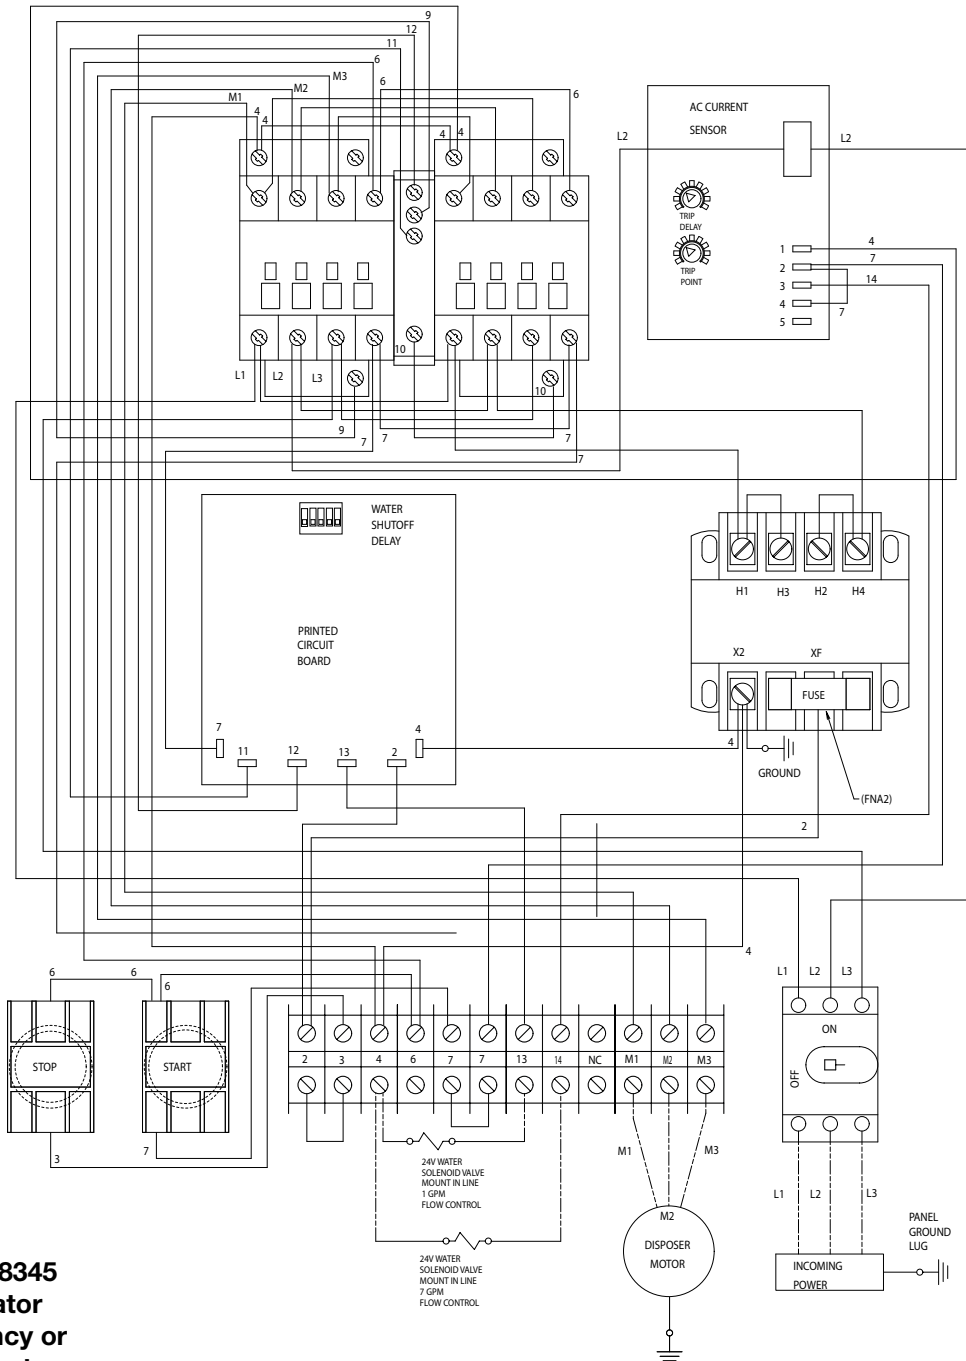 9
12
11
6
M3
6
M2
6
M1
4
4
4
4
AC CURRENT
SENSOR
L2
L2
TRIP
DELAY
TRIP
POINT
1
2
3
4
5
4
7
14
7
10
L1
L2
L3
10
9
7
7
7
7
WATER
SHUTOFF
DELAY
PRINTED
CIRCUIT
BOARD
7
11
12
13
2
4
H1
H3
H2
H4
X2
XF
FUSE
4
GROUND
(FNA2)
2
4
6
6
6
STOP
START
3
7
2
3
4
6
7
7
13
14
NC
M1
M2
M3
L1
L2
L3
ON
OFF
24V WATER
SOLENOID VALVE
MOUNT IN LINE
1 GPM
FLOW CONTROL
24V WATER
SOLENOID VALVE
MOUNT IN LINE
7 GPM
FLOW CONTROL
M1
M3
M2
DISPOSER
MOTOR
L1
L2
L3
INCOMING
POWER
PANEL
GROUND
LUG
8345
ator
ncy or